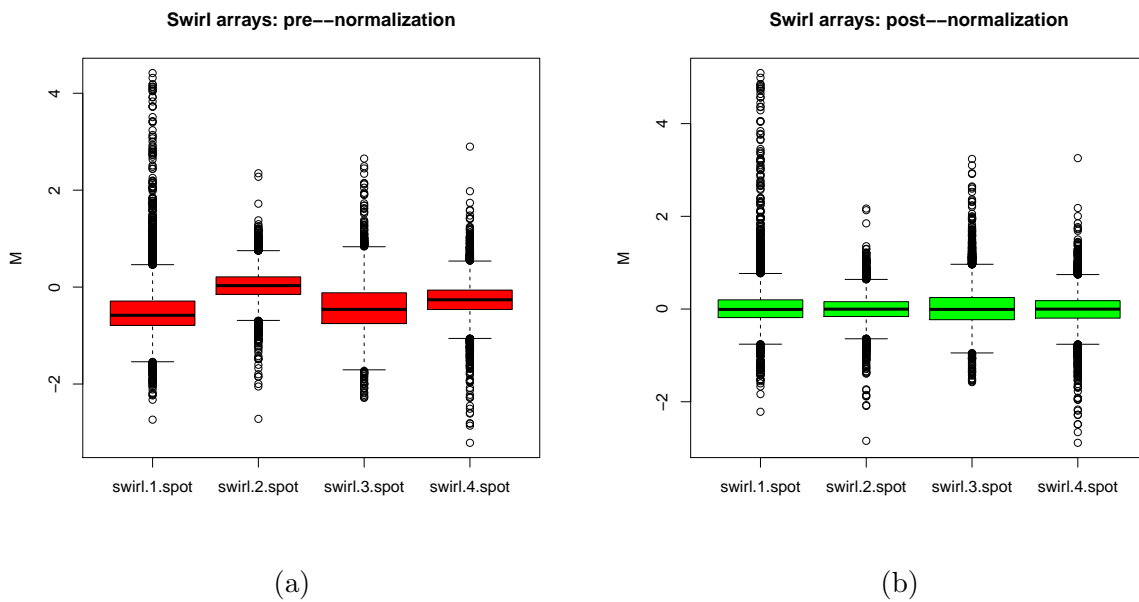 Swirl arrays: pre−−normalization
M
4
2
0
−2
swirl.1.spot swirl.2.spot swirl.3.spot swirl.4.spot
(a)
Swirl arrays: post−−normalization
M
4
2
0
−2
swirl.1.spot swirl.2.spot swirl.3.spot swirl.4.spot
(b)